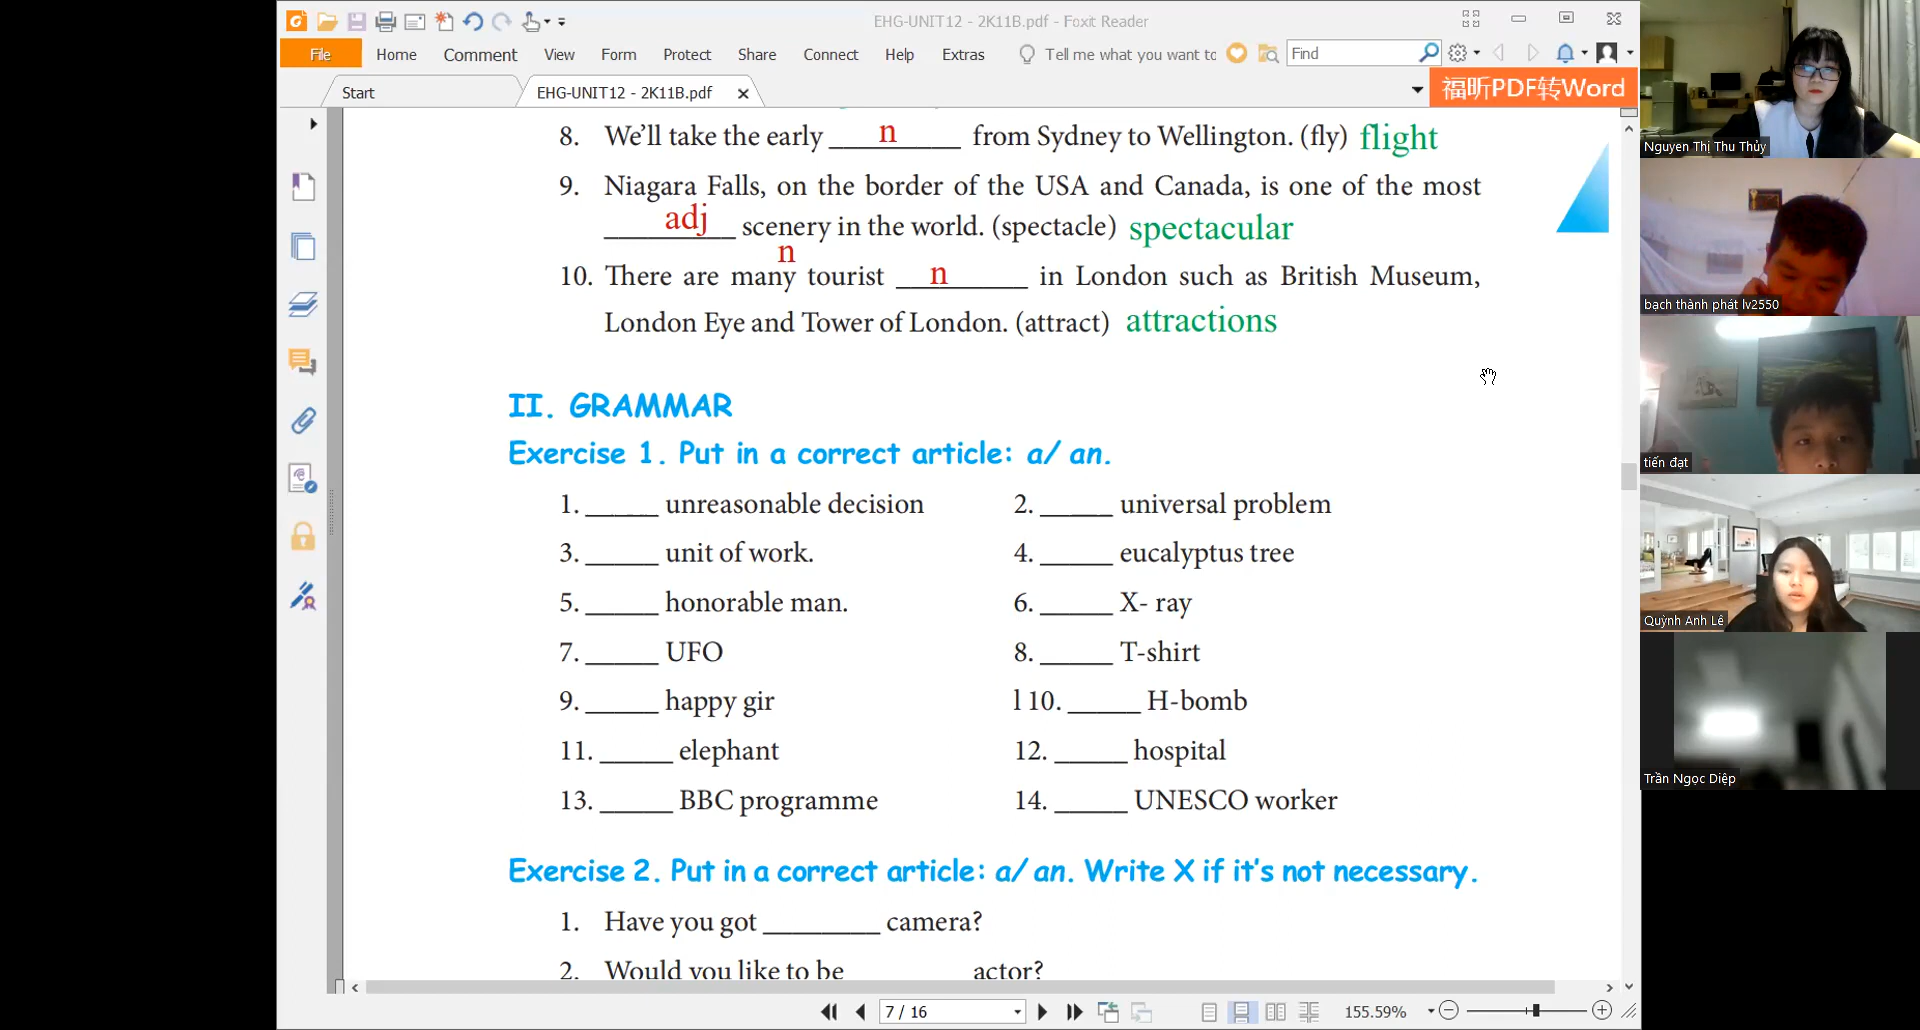 EHG-UNIT12 - 2K11B.pdf - Foxit Reader
File Home Comment View Form Protect Share Connect Help Extras Tell me what you want to Find
Start EHG-UNIT12 - 2K11B.pdf 福昕PDF转Word
8. We'll take the early _________ from Sydney to Wellington. (fly) flight
n
9. Niagara Falls, on the border of the USA and Canada, is one of the most
_________ scenery in the world. (spectacle) spectacular
adj
n
10. There are many tourist _________ in London such as British Museum,
n
London Eye and Tower of London. (attract) attractions
II. GRAMMAR
Exercise 1. Put in a correct article: a/ an.
1. _____ unreasonable decision 2. _____ universal problem
3. _____ unit of work. 4. _____ eucalyptus tree
5. _____ honorable man. 6. _____ X- ray
7. _____ UFO 8. _____ T-shirt
9. _____ happy gir l 10. _____ H-bomb
11. _____ elephant 12. _____ hospital
13. _____ BBC programme 14. _____ UNESCO worker
Exercise 2. Put in a correct article: a/ an. Write X if it's not necessary.
1. Have you got ________ camera?
2. Would you like to be ________ actor?
7 / 16 155.59%
Nguyen Thị Thu Thủy
bạch thành phát lv2550
tiến đạt
Quỳnh Anh Lê
Trần Ngọc Diệp